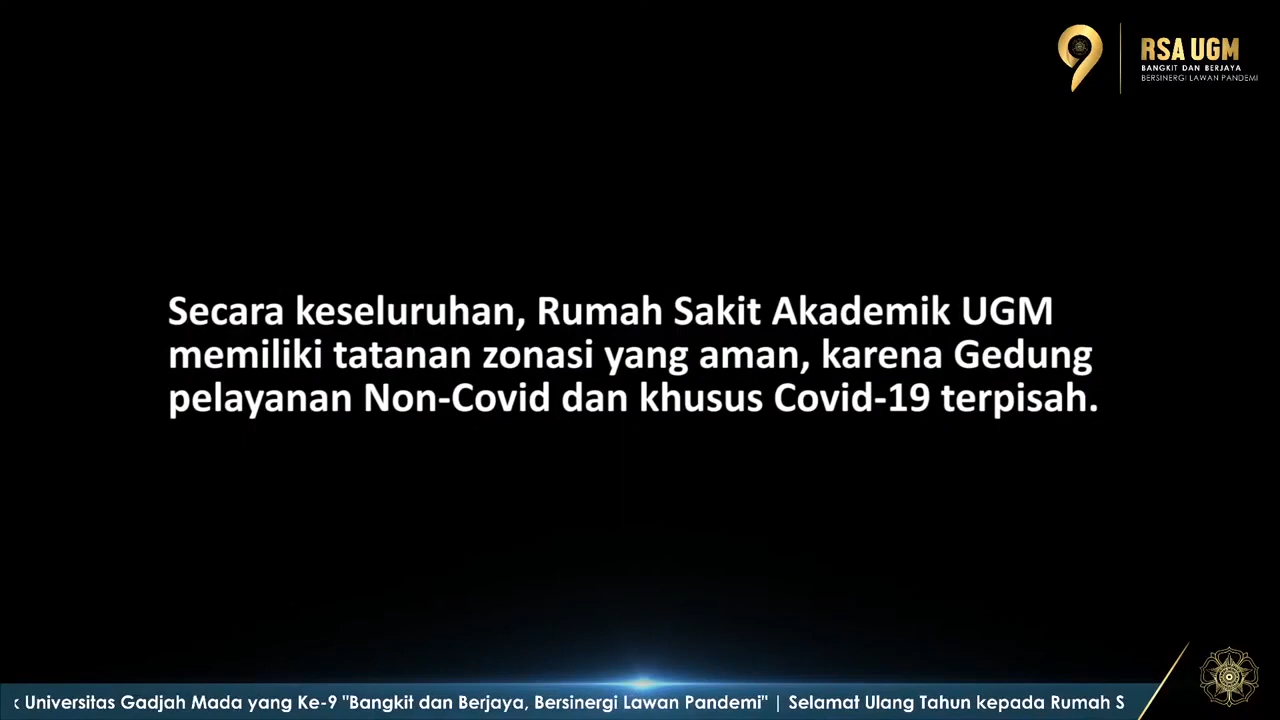 RSA UGM
BANGKIT DAN BERJAYA
BERSINERGI LAWAN PANDEMI
Secara keseluruhan, Rumah Sakit Akademik UGM
memiliki tatanan zonasi yang aman, karena Gedung
pelayanan Non-Covid dan khusus Covid-19 terpisah.
Universitas Gadjah Mada yang Ke-9 "Bangkit dan Berjaya, Bersinergi Lawan Pandemi" | Selamat Ulang Tahun kepada Rumah S